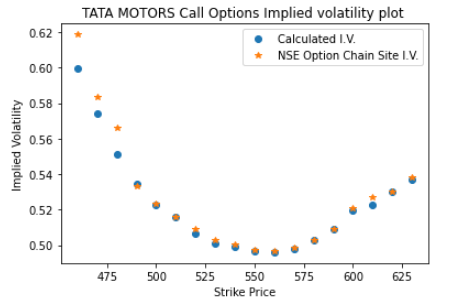 TATA MOTORS Call Options Implied volatility plot
Calculated I.V.
NSE Option Chain Site I.V.
Implied Volatility
0.62
0.60
0.58
0.56
0.54
0.52
0.50
475 500 525 550 575 600 625
Strike Price